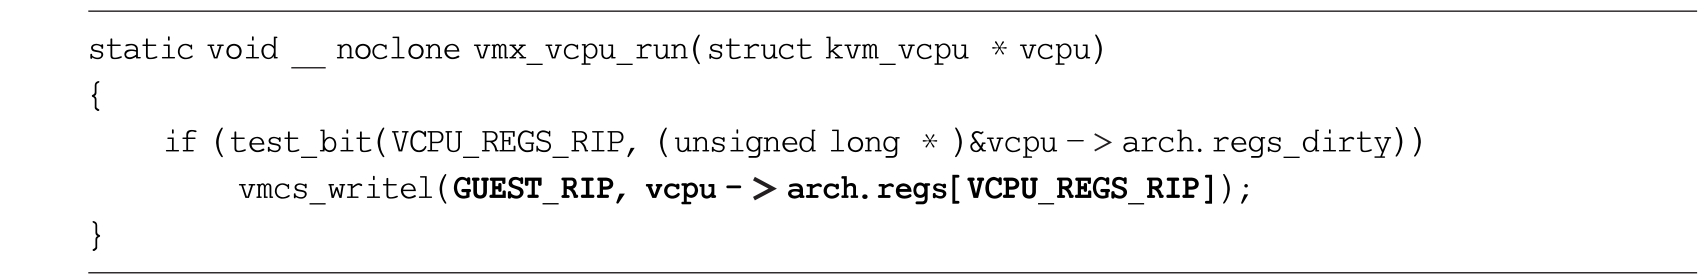 static void __ noclone vmx_vcpu_run(struct kvm_vcpu * vcpu)
{
if (test_bit(VCPU_REGS_RIP, (unsigned long * )&vcpu->arch.regs_dirty))
vmcs_writel(GUEST_RIP, vcpu->arch.regs[VCPU_REGS_RIP]);
}